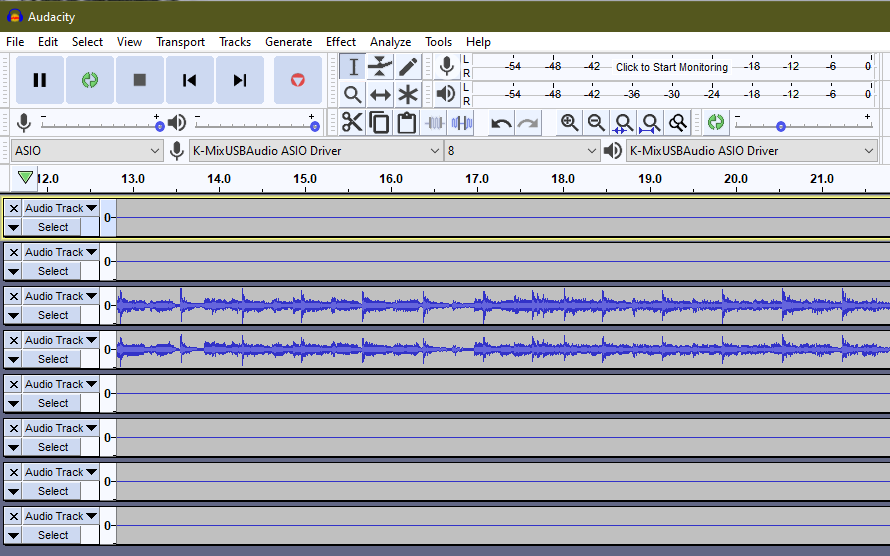 Audacity
File Edit Select View Transport Tracks Generate Effect Analyze Tools Help
L -54 -48 -42 Click to Start Monitoring -18 -12 -6 0
R
L -54 -48 -42 -36 -30 -24 -18 -12 -6 0
R
- + - + - +
ASIO K-MixUSBAudio ASIO Driver 8 K-MixUSBAudio ASIO Driver
12.0 13.0 14.0 15.0 16.0 17.0 18.0 19.0 20.0 21.0
Audio Track 0
Select
Audio Track 0
Select
Audio Track 0
Select
Audio Track 0
Select
Audio Track 0
Select
Audio Track 0
Select
Audio Track 0
Select
Audio Track 0
Select